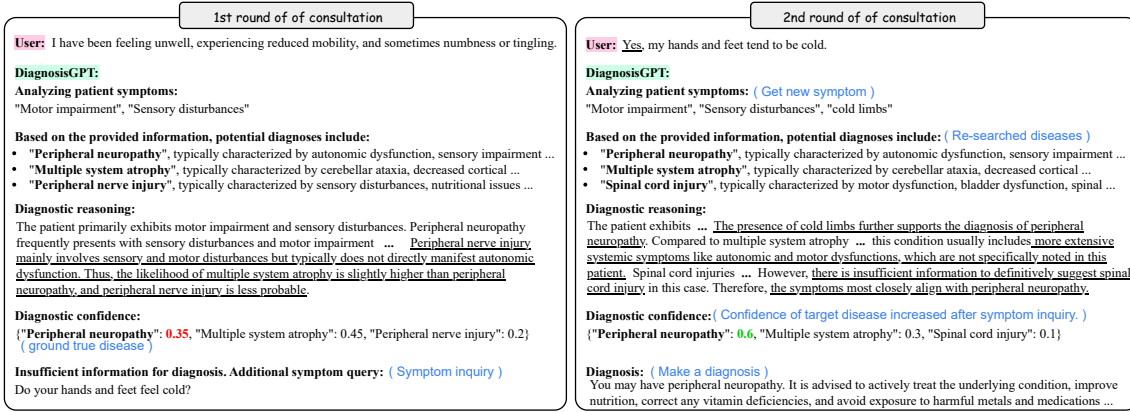 1st round of of consultation
User: I have been feeling unwell, experiencing reduced mobility, and sometimes numbness or tingling.
DiagnosisGPT:
Analyzing patient symptoms:
"Motor impairment", "Sensory disturbances"
Based on the provided information, potential diagnoses include:
• "Peripheral neuropathy", typically characterized by autonomic dysfunction, sensory impairment ...
• "Multiple system atrophy", typically characterized by cerebellar ataxia, decreased cortical ...
• "Peripheral nerve injury", typically characterized by sensory disturbances, nutritional issues ...
Diagnostic reasoning:
The patient primarily exhibits motor impairment and sensory disturbances. Peripheral neuropathy
frequently presents with sensory disturbances and motor impairment ... Peripheral nerve injury
mainly involves sensory and motor disturbances but typically does not directly manifest autonomic
dysfunction. Thus, the likelihood of multiple system atrophy is slightly higher than peripheral
neuropathy, and peripheral nerve injury is less probable.
Diagnostic confidence:
{"Peripheral neuropathy": 0.35, "Multiple system atrophy": 0.45, "Peripheral nerve injury": 0.2}
( ground true disease )
Insufficient information for diagnosis. Additional symptom query: ( Symptom inquiry )
Do your hands and feet feel cold?
2nd round of of consultation
User: Yes, my hands and feet tend to be cold.
DiagnosisGPT:
Analyzing patient symptoms: ( Get new symptom )
"Motor impairment", "Sensory disturbances", "cold limbs"
Based on the provided information, potential diagnoses include: ( Re-searched diseases )
• "Peripheral neuropathy", typically characterized by autonomic dysfunction, sensory impairment ...
• "Multiple system atrophy", typically characterized by cerebellar ataxia, decreased cortical ...
• "Spinal cord injury", typically characterized by motor dysfunction, bladder dysfunction, spinal ...
Diagnostic reasoning:
The patient exhibits ... The presence of cold limbs further supports the diagnosis of peripheral
neuropathy. Compared to multiple system atrophy ... this condition usually includes more extensive
systemic symptoms like autonomic and motor dysfunctions, which are not specifically noted in this
patient. Spinal cord injuries ... However, there is insufficient information to definitively suggest spinal
cord injury in this case. Therefore, the symptoms most closely align with peripheral neuropathy.
Diagnostic confidence: ( Confidence of target disease increased after symptom inquiry. )
{"Peripheral neuropathy": 0.6, "Multiple system atrophy": 0.3, "Spinal cord injury": 0.1}
Diagnosis: ( Make a diagnosis )
You may have peripheral neuropathy. It is advised to actively treat the underlying condition, improve
nutrition, correct any vitamin deficiencies, and avoid exposure to harmful metals and medications ...